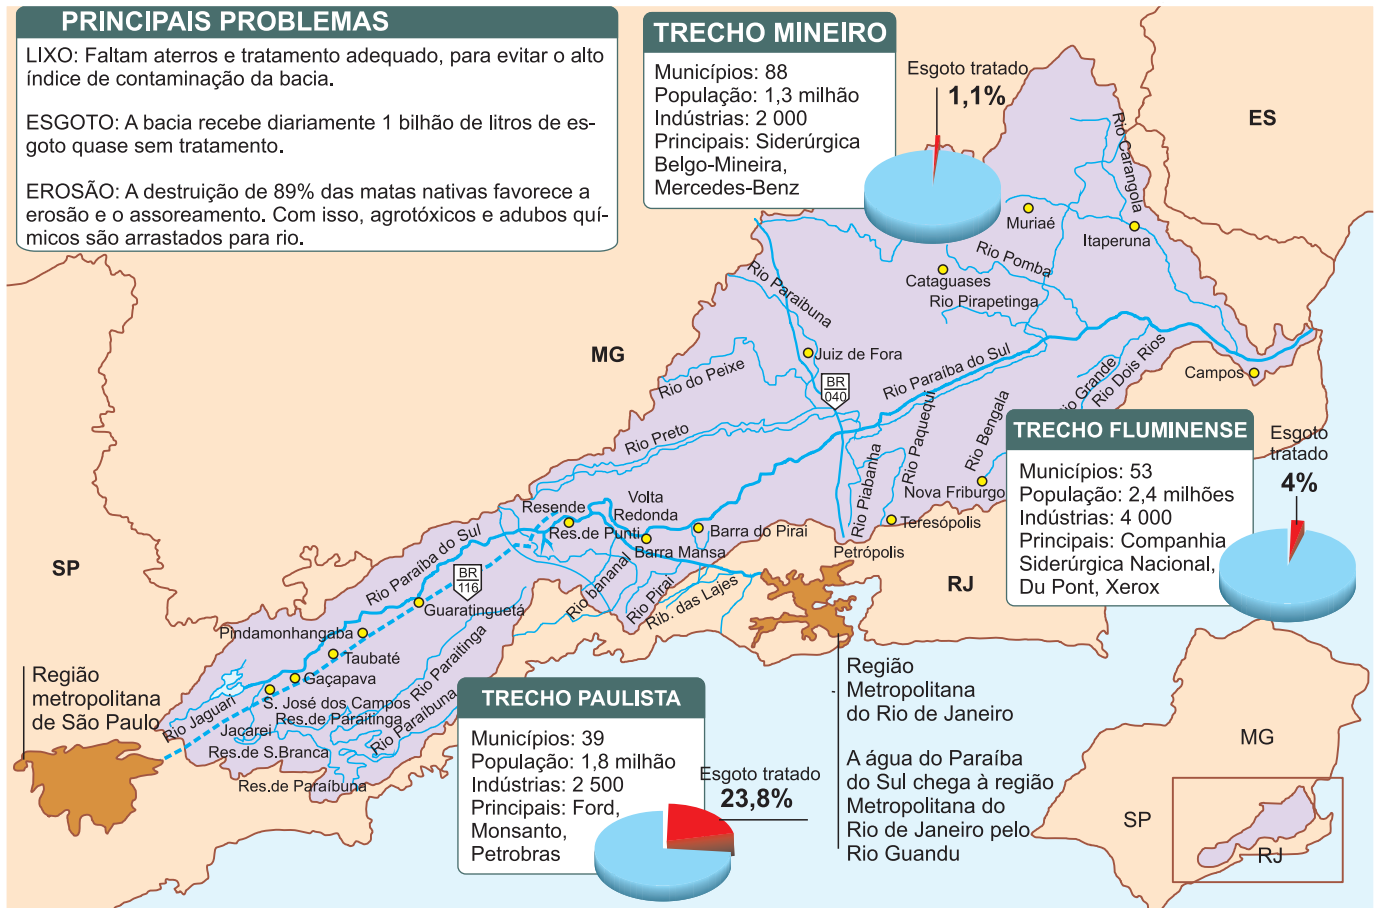 PRINCIPAIS PROBLEMAS
LIXO: Faltam aterros e tratamento adequado, para evitar o alto
índice de contaminação da bacia.
ESGOTO: A bacia recebe diariamente 1 bilhão de litros de es-
goto quase sem tratamento.
EROSÃO: A destruição de 89% das matas nativas favorece a
erosão e o assoreamento. Com isso, agrotóxicos e adubos quí-
micos são arrastados para rio.
TRECHO MINEIRO
Municípios: 88
População: 1,3 milhão
Indústrias: 2 000
Principais: Siderúrgica
Belgo-Mineira,
Mercedes-Benz
Esgoto tratado
1,1%
ES
MG
SP
RJ
Rio Carangola
Muriaé
Itaperuna
Rio Pomba
Cataguases
Rio Pirapetinga
Rio Paraibuna
Juiz de Fora
Rio do Peixe
BR
040
Rio Paraíba do Sul
Rio Grande
Rio Dois Rios
Campos
Rio Preto
Rio Piabanha
Rio Paquequi
Rio Bengala
Nova Friburgo
Teresópolis
Petrópolis
Resende
Volta
Redonda
Res.de Punti
Barra Mansa
Barra do Pirai
Rio bananal
Rio Pirai
Rib. das Lajes
Rio Paraíba do Sul
BR
116
Guaratinguetá
Pindamonhangaba
Taubaté
Gaçapava
S. José dos Campos
Res.de Paraitinga
Jacarei
Res.de S.Branca
Res.de Paraíbuna
Rio Jaguari
Rio Paraitinga
Rio Paraíbuna
Região
metropolitana
de São Paulo
TRECHO FLUMINENSE
Municípios: 53
População: 2,4 milhões
Indústrias: 4 000
Principais: Companhia
Siderúrgica Nacional,
Du Pont, Xerox
Esgoto
tratado
4%
TRECHO PAULISTA
Municípios: 39
População: 1,8 milhão
Indústrias: 2 500
Principais: Ford,
Monsanto,
Petrobras
Esgoto tratado
23,8%
Região
Metropolitana
do Rio de Janeiro
A água do Paraíba
do Sul chega à região
Metropolitana do
Rio de Janeiro pelo
Rio Guandu
MG
SP
RJ